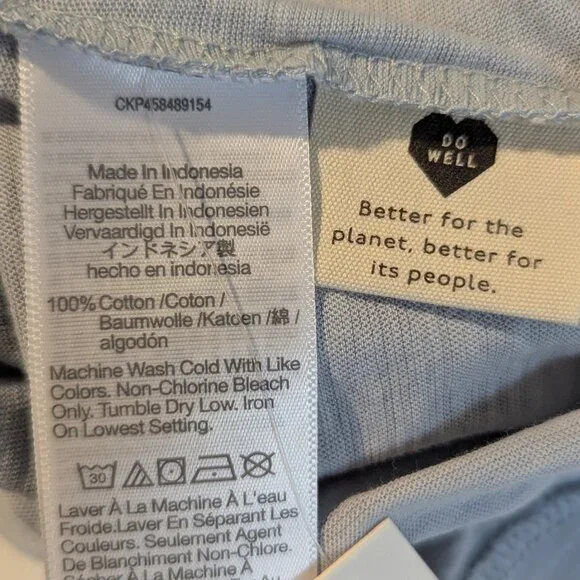 CKP458489154
Made In Indonesia
Fabriqué En Indonésie
Hergestellt In Indonesien
Vervaardigd In Indonesië
インドネシア製
hecho en indonesia
100% Cotton /Coton /
Baumwolle /Katoen /綿 /
algodón
Machine Wash Cold With Like
Colors. Non-Chlorine Bleach
Only. Tumble Dry Low. Iron
On Lowest Setting.
30
Laver À La Machine À L'eau
Froide.Laver En Séparant Les
Couleurs. Seulement Agent
De Blanchiment Non-Chlore.
Sécher À La Machine À
DO
WELL
Better for the
planet, better for
its people.